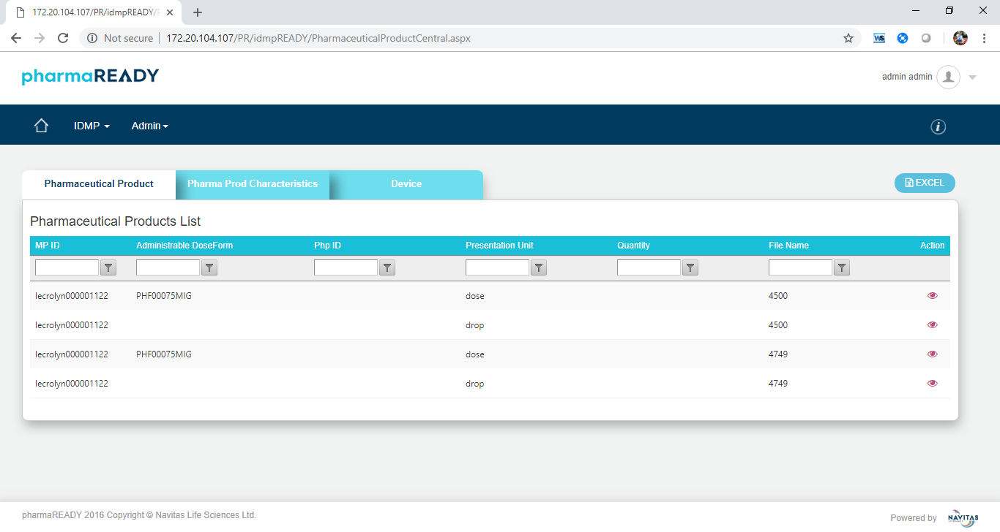 172.20.104.107/PR/idmpREADY/
Not secure 172.20.104.107/PR/idmpREADY/PharmaceuticalProductCentral.aspx
WS
pharmaREADY
admin admin
IDMP Admin i
Pharmaceutical Product Pharma Prod Characteristics Device EXCEL
Pharmaceutical Products List
MP ID Administrable DoseForm Php ID Presentation Unit Quantity File Name Action
lecrolyn000001122 PHF00075MIG dose 4500
lecrolyn000001122 drop 4500
lecrolyn000001122 PHF00075MIG dose 4749
lecrolyn000001122 drop 4749
pharmaREADY 2016 Copyright © Navitas Life Sciences Ltd.
Powered by NAVITAS